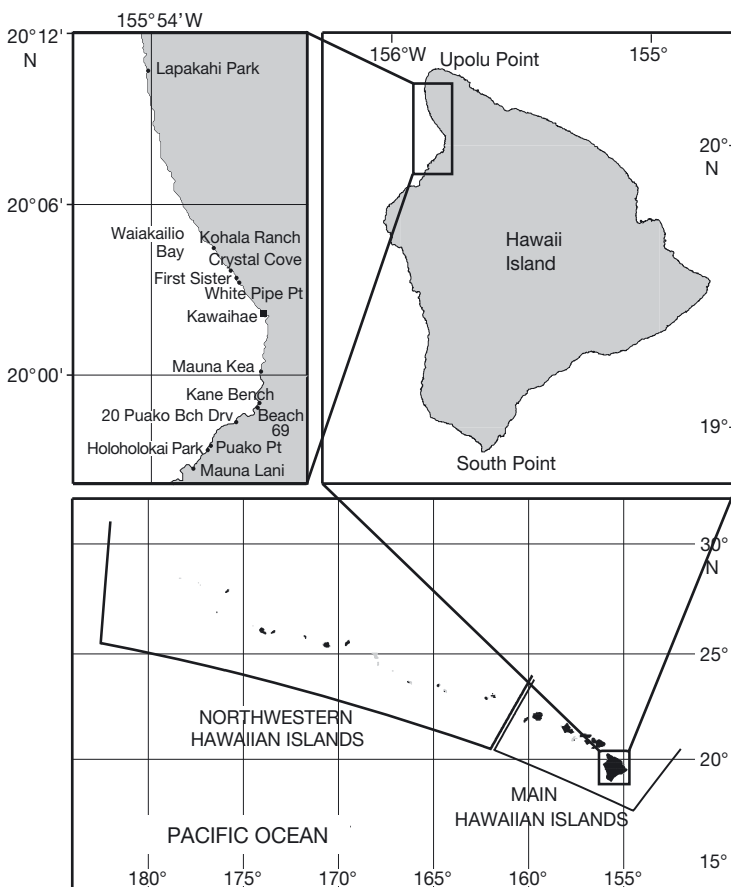 155°54'W
20°12'
N
Lapakahi Park
20°06'
Waiakailio
Bay
Kohala Ranch
Crystal Cove
First Sister
White Pipe Pt
Kawaihae
20°00'
Mauna Kea
Kane Bench
20 Puako Bch Drv
Beach
69
Holoholokai Park
Puako Pt
Mauna Lani
156°W
155°
Upolu Point
20°
N
Hawaii
Island
19°
South Point
30°
N
25°
NORTHWESTERN
HAWAIIAN ISLANDS
20°
MAIN
HAWAIIAN ISLANDS
PACIFIC OCEAN
15°
180°
175°
170°
165°
160°
155°